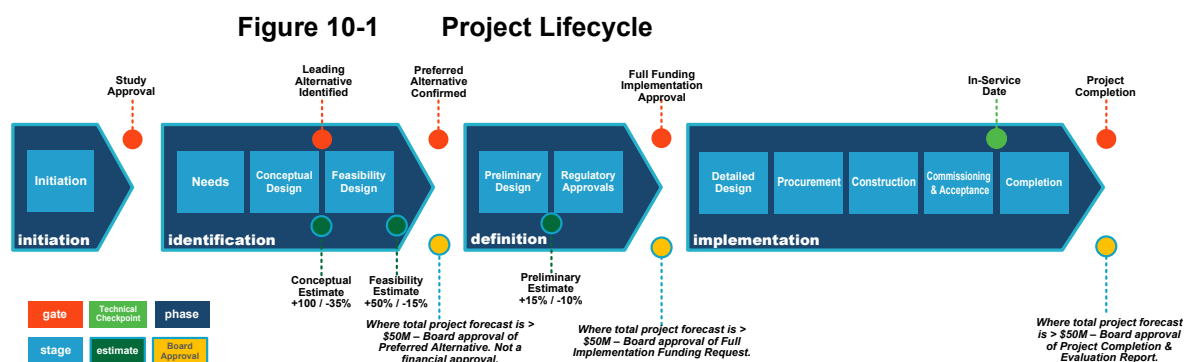 Figure 10-1 Project Lifecycle
Study
Approval
Leading
Alternative
Identified
Preferred
Alternative
Confirmed
Full Funding
Implementation
Approval
In-Service
Date
Project
Completion
Initiation
initiation
Needs
Conceptual
Design
Feasibility
Design
identification
Preliminary
Design
Regulatory
Approvals
definition
Detailed
Design
Procurement
Construction
Commissioning
& Acceptance
Completion
implementation
Conceptual
Estimate
+100 / -35%
Feasibility
Estimate
+50% / -15%
Preliminary
Estimate
+15% / -10%
Where total project forecast is >
$50M – Board approval of
Preferred Alternative. Not a
financial approval.
Where total project forecast is >
$50M – Board approval of Full
Implementation Funding Request.
Where total project forecast
is > $50M – Board approval
of Project Completion &
Evaluation Report.
gate
Technical
Checkpoint
phase
stage
estimate
Board
Approval